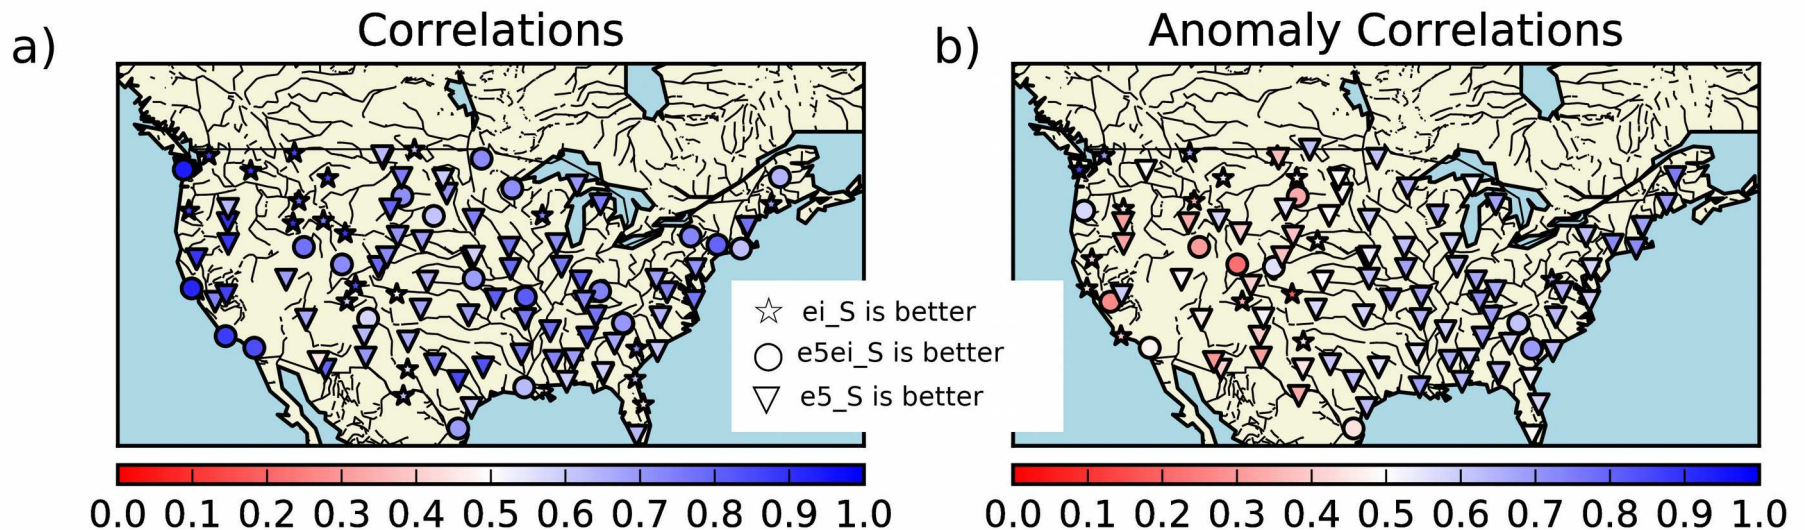 a) Correlations
b) Anomaly Correlations
ei_S is better
e5ei_S is better
e5_S is better
0.0 0.1 0.2 0.3 0.4 0.5 0.6 0.7 0.8 0.9 1.0
0.0 0.1 0.2 0.3 0.4 0.5 0.6 0.7 0.8 0.9 1.0